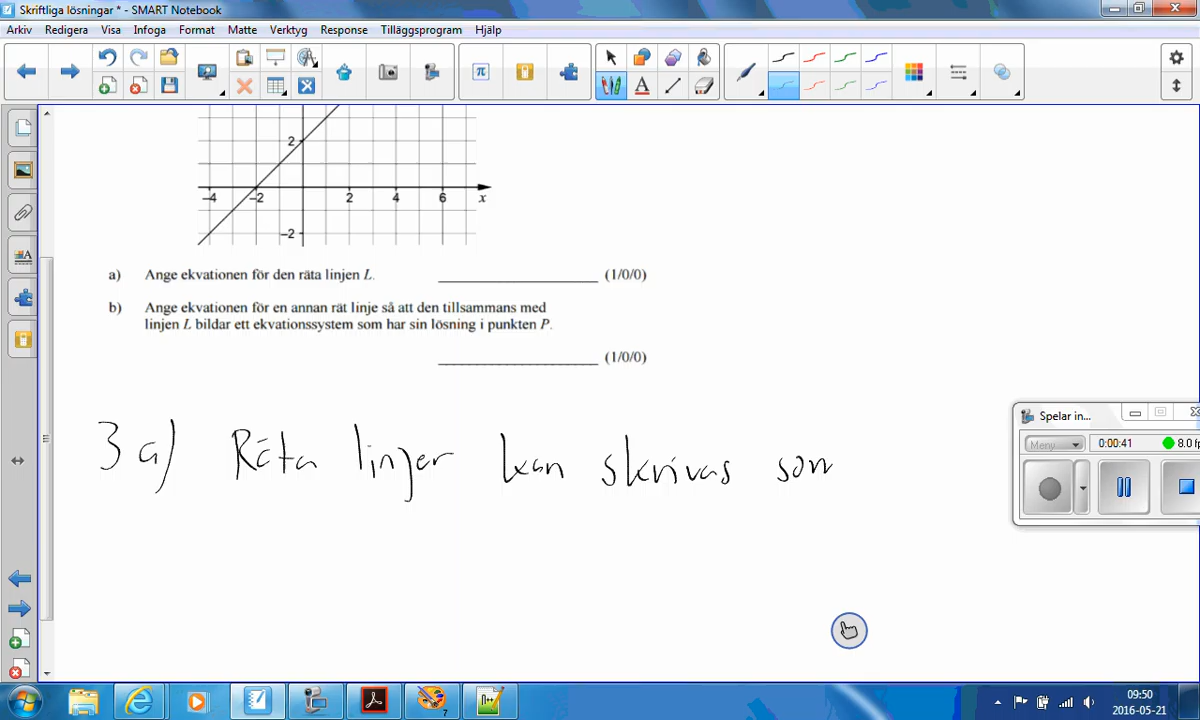 Skriftliga lösningar * - SMART Notebook
Arkiv Redigera Visa Infoga Format Matte Verktyg Response Tilläggsprogram Hjälp
2
-4 -2 2 4 6 x
-2
a) Ange ekvationen för den räta linjen L. (1/0/0)
b) Ange ekvationen för en annan rät linje så att den tillsammans med
linjen L bildar ett ekvationssystem som har sin lösning i punkten P.
(1/0/0)
Spelar in...
Meny 0:00:41 8.0 fp
3 a) Räta linjer kan skrivas som
09:50
2016-05-21